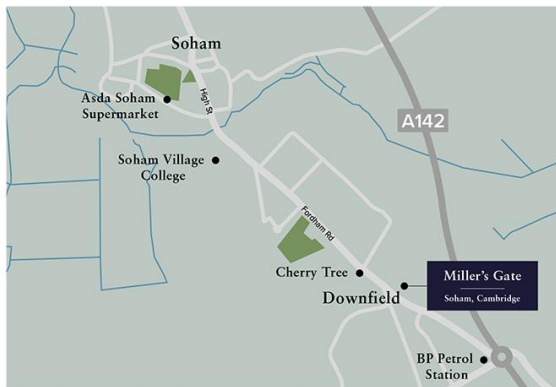 Soham
Asda Soham
Supermarket
High St
A142
Soham Village
College
Fordham Rd
Cherry Tree
Miller's Gate
Soham, Cambridge
Downfield
BP Petrol
Station